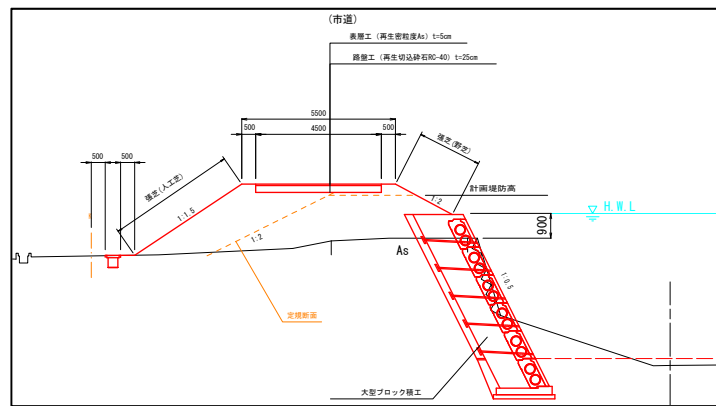 (市道)
表層工（再生密粒度As）t=5cm
路盤工（再生切込砕石RC-40）t=25cm
5500
500
4500
500
張芝(野芝)
張芝(人工芝)
500
500
計画堤防高
1:2
H.W.L
900
1:1.5
1:2
As
1:0.5
定規断面
大型ブロック積工